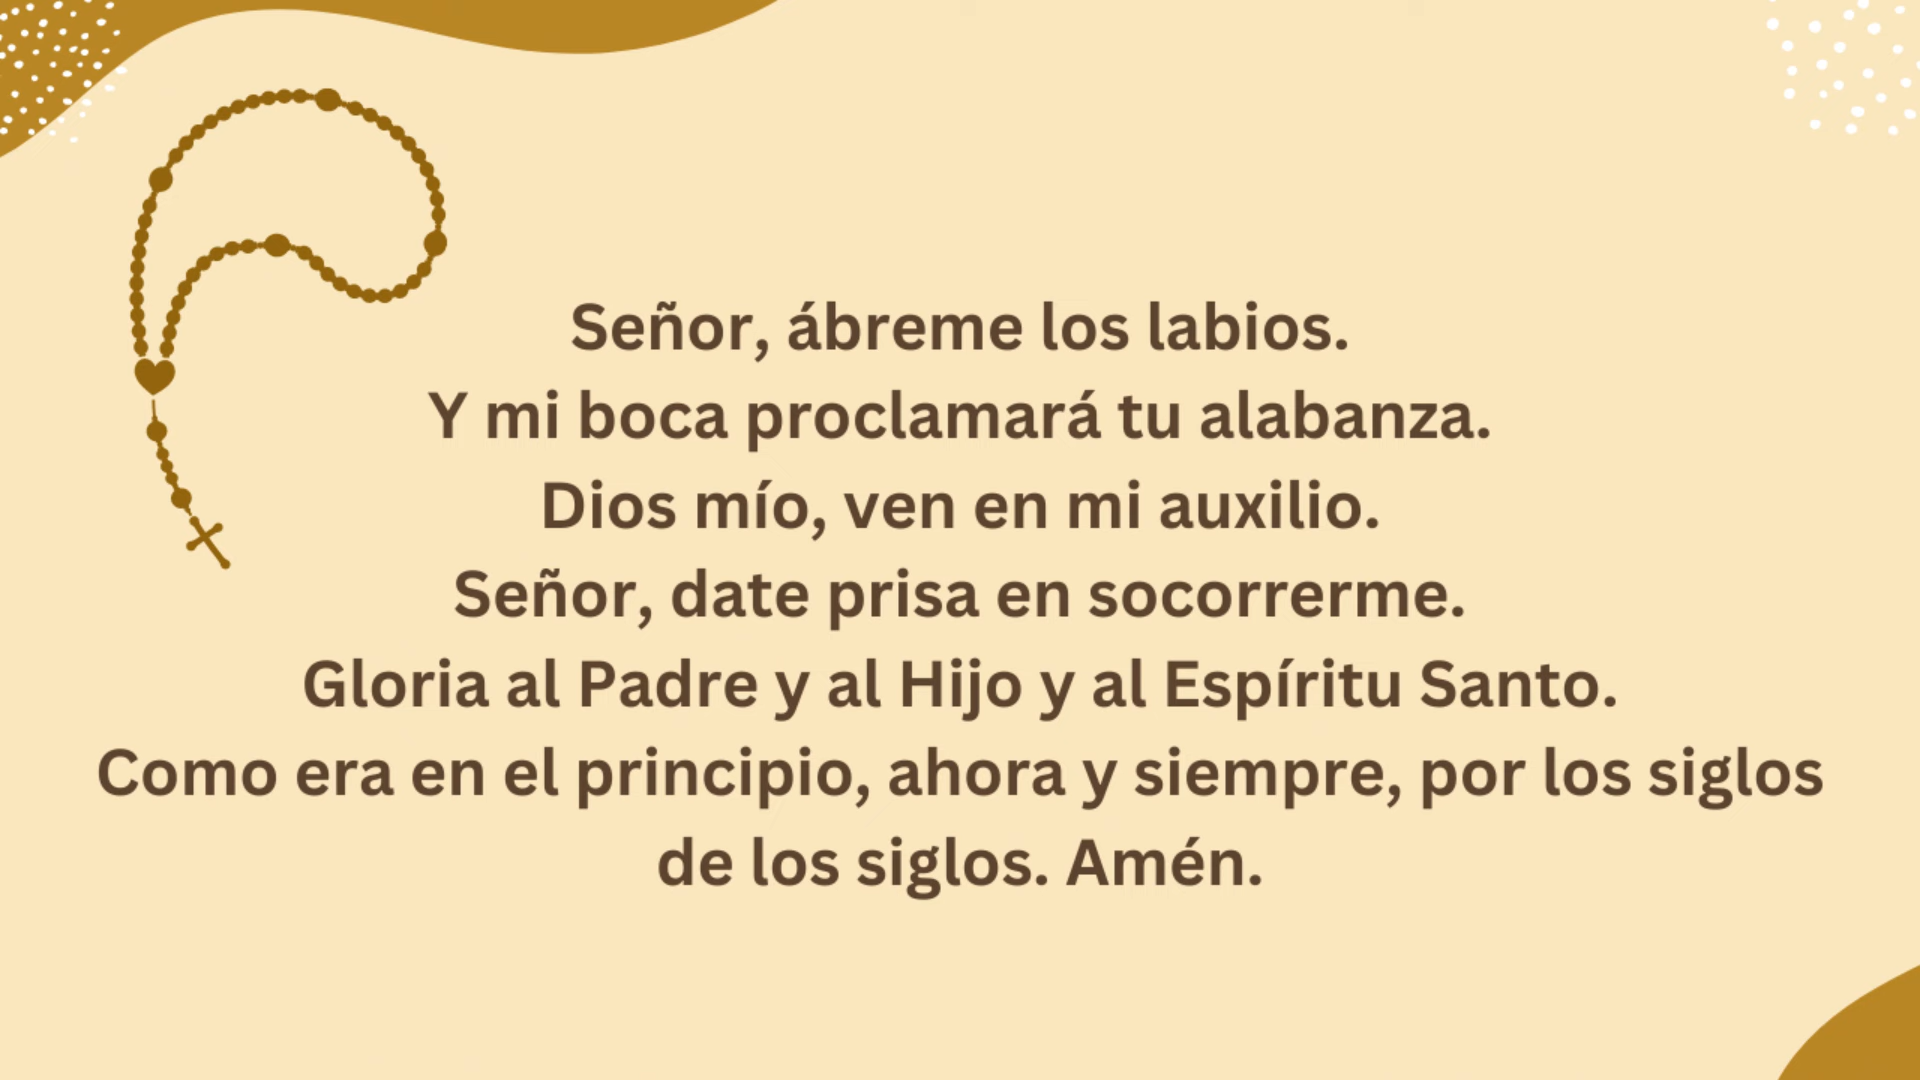 Señor, ábreme los labios.
Y mi boca proclamará tu alabanza.
Dios mío, ven en mi auxilio.
Señor, date prisa en socorrerme.
Gloria al Padre y al Hijo y al Espíritu Santo.
Como era en el principio, ahora y siempre, por los siglos
de los siglos. Amén.